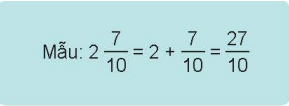 Mẫu: 2 7/10 = 2 + 7/10 = 27/10